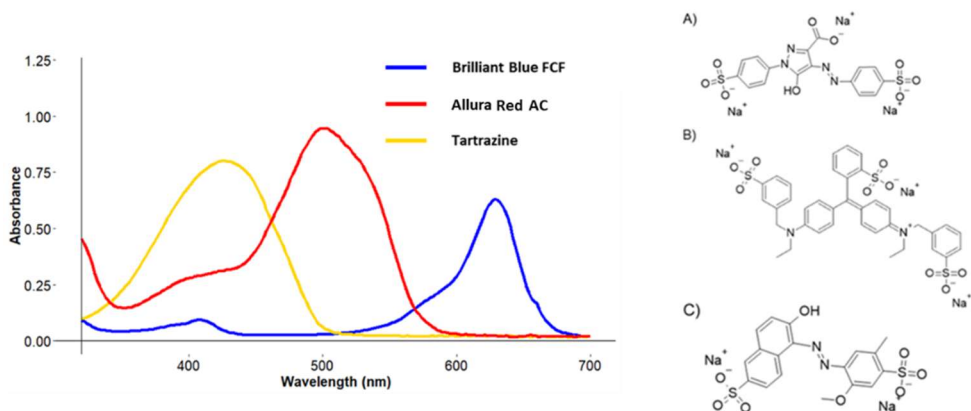 1.25
1.00
0.75
0.50
0.25
0.00
Absorbance
400
500
600
700
Wavelength (nm)
Brilliant Blue FCF
Allura Red AC
Tartrazine
A)
Na⁺
O
O⁻
N
N
N
N
HO
O
S
O
O⁻
Na⁺
O
S
O
O⁻
Na⁺
B)
Na⁺
O⁻
O
S
O
O
O⁻
S
O
Na⁺
N
N⁺
O
S
O
O⁻
Na⁺
C)
OH
N
N
Na⁺
O⁻
O
S
O
O
O
S
O
O⁻
Na⁺